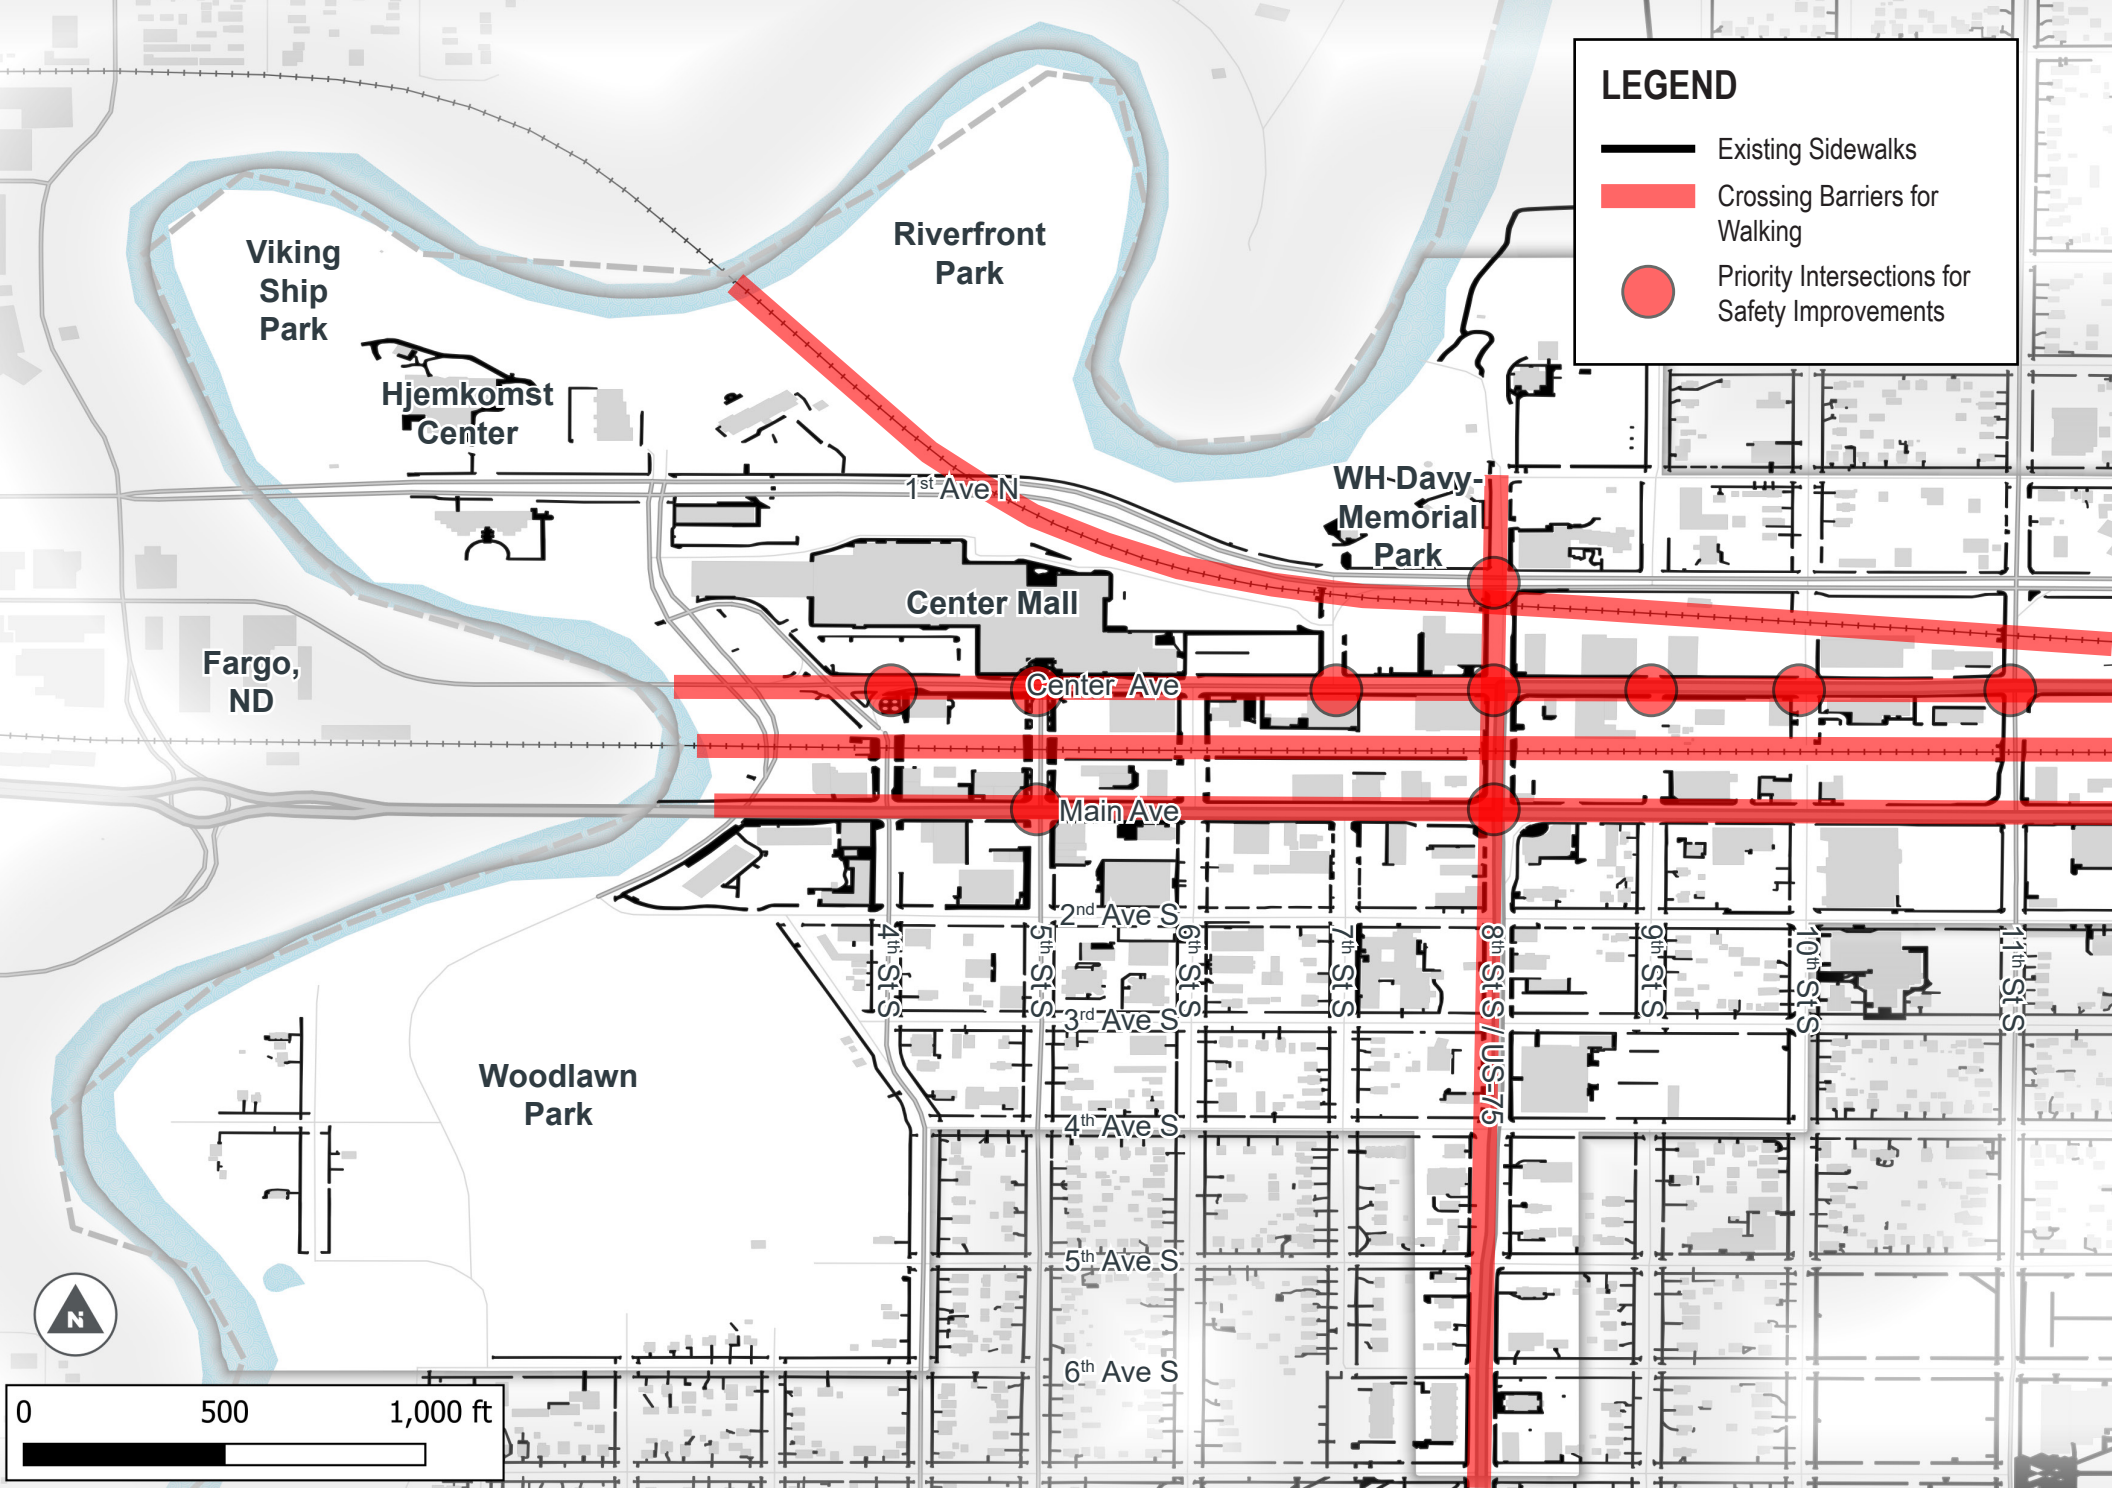 LEGEND
Existing Sidewalks
Crossing Barriers for
Walking
Priority Intersections for
Safety Improvements
Riverfront
Park
Viking
Ship
Park
Hjemkomst
Center
1st Ave N
WH-Davy-
Memorial
Park
Center Mall
Fargo,
ND
Center Ave
Main Ave
2nd Ave S
4th St S
5th St S
6th St S
7th St S
8th St S / US-75
9th St S
10th St S
11th St S
3rd Ave S
Woodlawn
Park
4th Ave S
5th Ave S
N
6th Ave S
0 500 1,000 ft